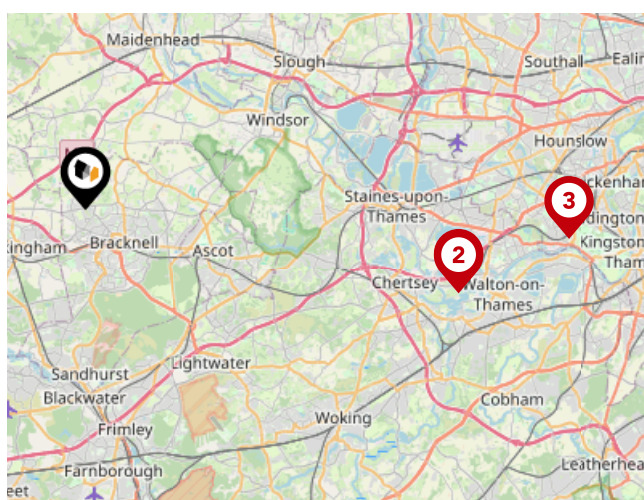 Maidenhead
Slough
Southall
Ealin
Windsor
Hounslow
Staines-upon-
Thames
ckenham
3
ddington
kingham
Bracknell
Ascot
2
Kingston
Tham
Chertsey
Walton-on-
Thames
Lightwater
Sandhurst
Blackwater
Cobham
Frimley
Woking
Farnborough
Leatherhea
eet